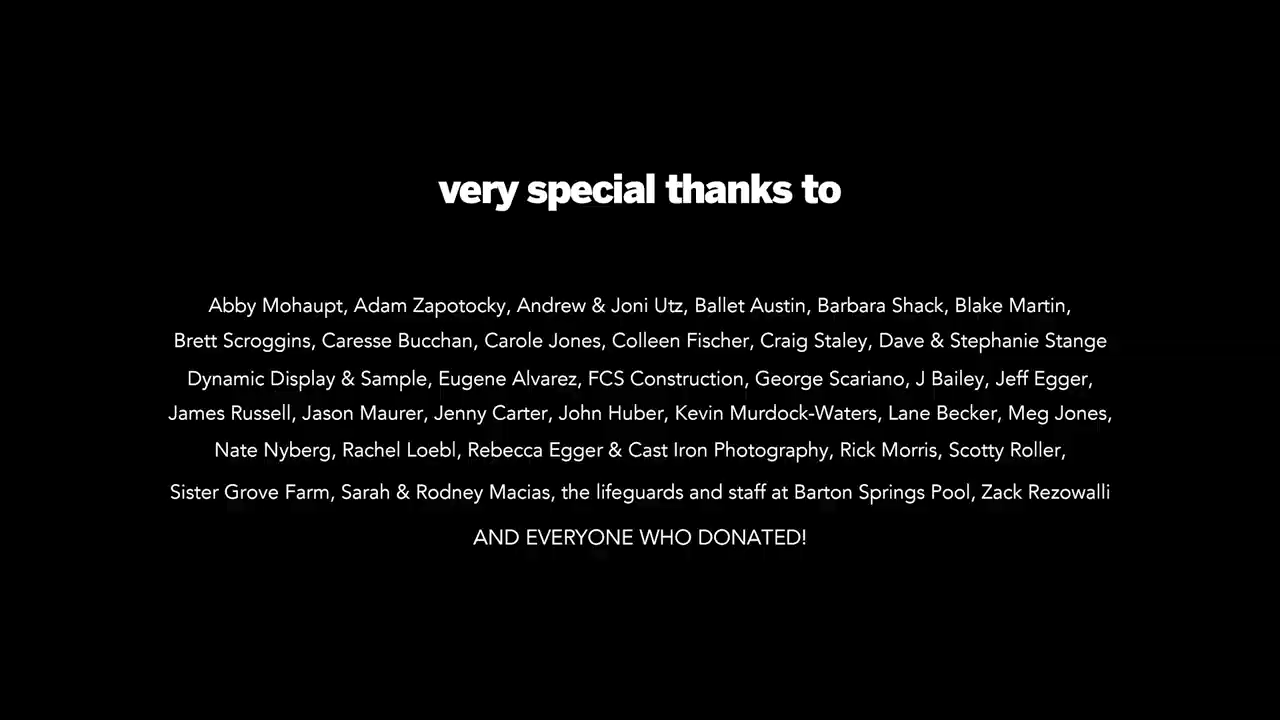 very special thanks to
Abby Mohaupt, Adam Zapotocky, Andrew & Joni Utz, Ballet Austin, Barbara Shack, Blake Martin,
Brett Scroggins, Caresse Bucchan, Carole Jones, Colleen Fischer, Craig Staley, Dave & Stephanie Stange
Dynamic Display & Sample, Eugene Alvarez, FCS Construction, George Scariano, J Bailey, Jeff Egger,
James Russell, Jason Maurer, Jenny Carter, John Huber, Kevin Murdock-Waters, Lane Becker, Meg Jones,
Nate Nyberg, Rachel Loebl, Rebecca Egger & Cast Iron Photography, Rick Morris, Scotty Roller,
Sister Grove Farm, Sarah & Rodney Macias, the lifeguards and staff at Barton Springs Pool, Zack Rezowalli
AND EVERYONE WHO DONATED!